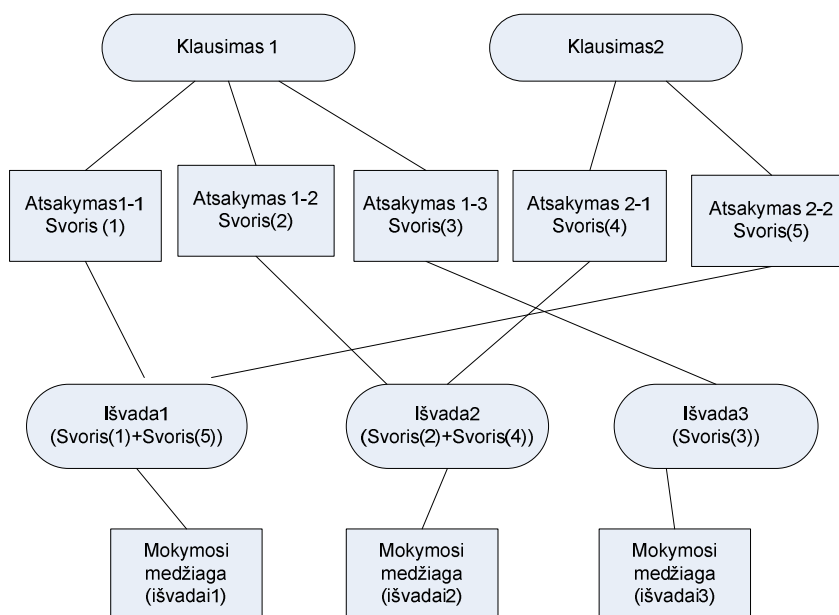 Klausimas 1
Klausimas2
Atsakymas1-1
Svoris (1)
Atsakymas 1-2
Svoris(2)
Atsakymas 1-3
Svoris(3)
Atsakymas 2-1
Svoris(4)
Atsakymas 2-2
Svoris(5)
Išvada1
(Svoris(1)+Svoris(5))
Išvada2
(Svoris(2)+Svoris(4))
Išvada3
(Svoris(3))
Mokymosi
medžiaga
(išvadai1)
Mokymosi
medžiaga
(išvadai2)
Mokymosi
medžiaga
(išvadai3)